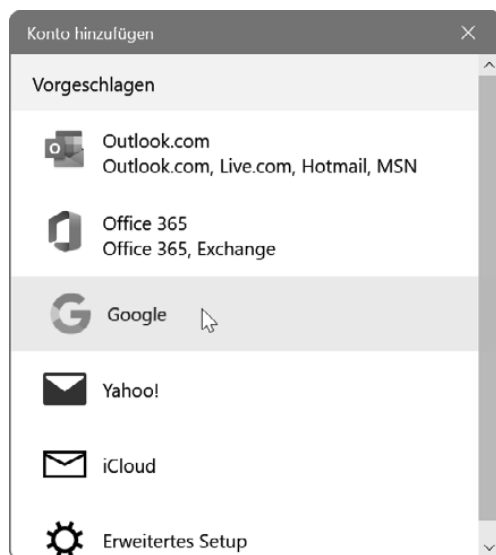 Konto hinzufügen
Vorgeschlagen
Outlook.com
Outlook.com, Live.com, Hotmail, MSN
Office 365
Office 365, Exchange
Google
Yahoo!
iCloud
Erweitertes Setup